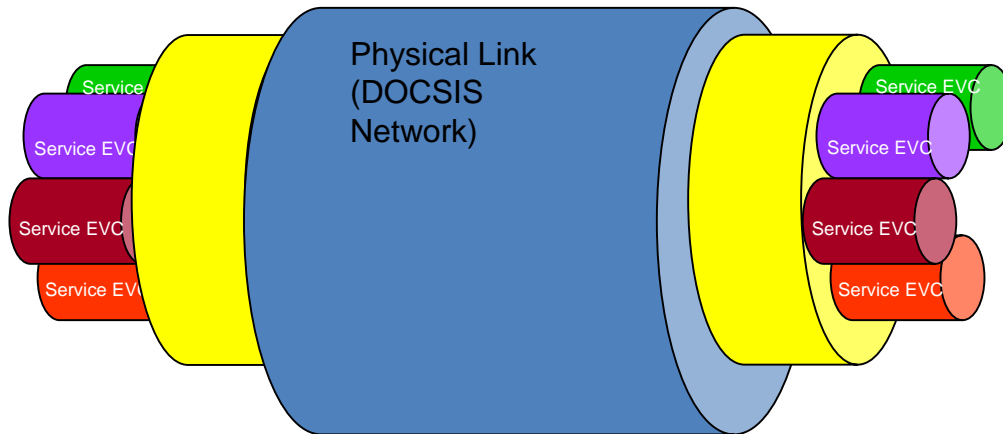 Physical Link
(DOCSIS
Network)
Service
Service EVC
Service EVC
Service EVC
Service EVC
Service EVC
Service EVC
Service EVC